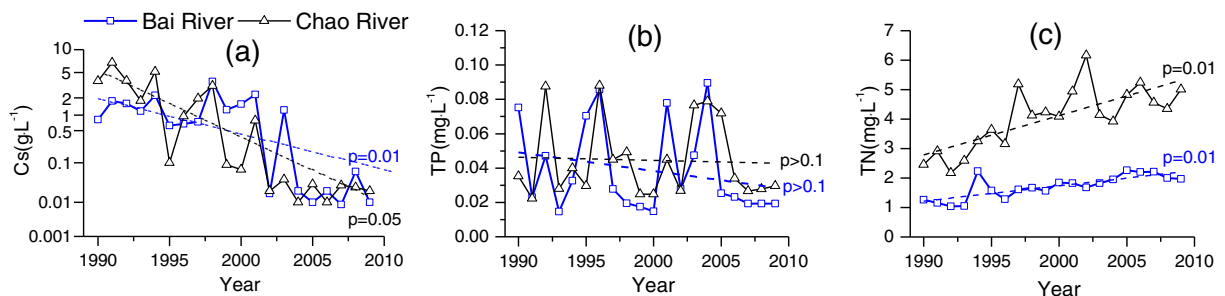 Bai River Chao River
(a)
Cs(g·L⁻¹)
10
5
2
1
0.5
0.1
0.01
0.001
p=0.01
p=0.05
1990 1995 2000 2005 2010
Year
(b)
TP(mg·L⁻¹)
0.12
0.10
0.08
0.06
0.04
0.02
0.00
p>0.1
p>0.1
1990 1995 2000 2005 2010
Year
(c)
TN(mg·L⁻¹)
7
6
5
4
3
2
1
0
p=0.01
p=0.01
1990 1995 2000 2005 2010
Year